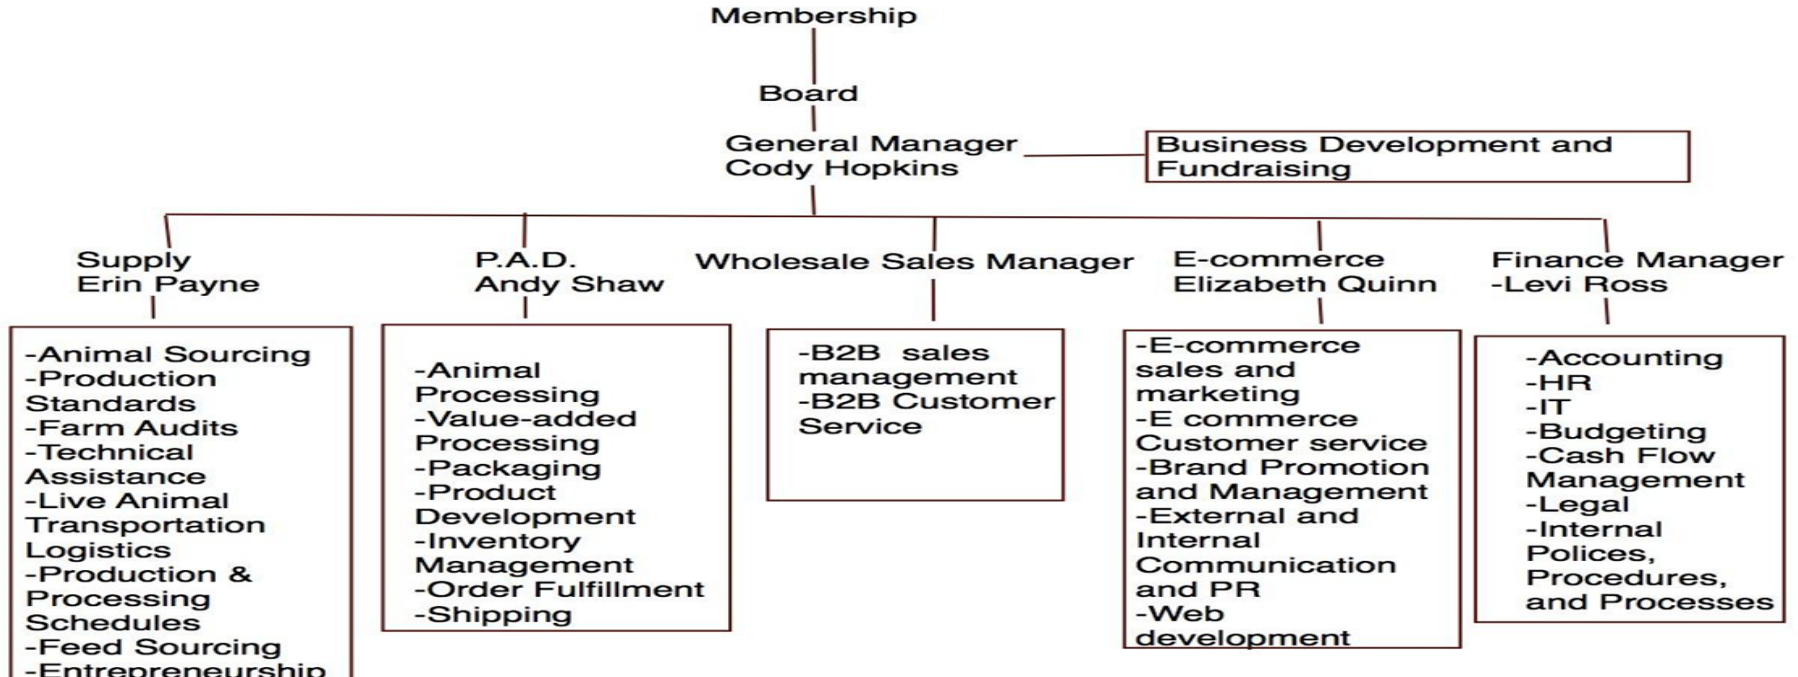 Membership
Board
General Manager
Cody Hopkins
Business Development and
Fundraising
Supply
Erin Payne
P.A.D.
Andy Shaw
Wholesale Sales Manager
E-commerce
Elizabeth Quinn
Finance Manager
-Levi Ross
-Animal Sourcing
-Production
Standards
-Farm Audits
-Technical
Assistance
-Live Animal
Transportation
Logistics
-Production &
Processing
Schedules
-Feed Sourcing
-Entrepreneurship
-Animal
Processing
-Value-added
Processing
-Packaging
-Product
Development
-Inventory
Management
-Order Fulfillment
-Shipping
-B2B  sales
management
-B2B Customer
Service
-E-commerce
sales and
marketing
-E commerce
Customer service
-Brand Promotion
and Management
-External and
Internal
Communication
and PR
-Web
development
-Accounting
-HR
-IT
-Budgeting
-Cash Flow
Management
-Legal
-Internal
Polices,
Procedures,
and Processes